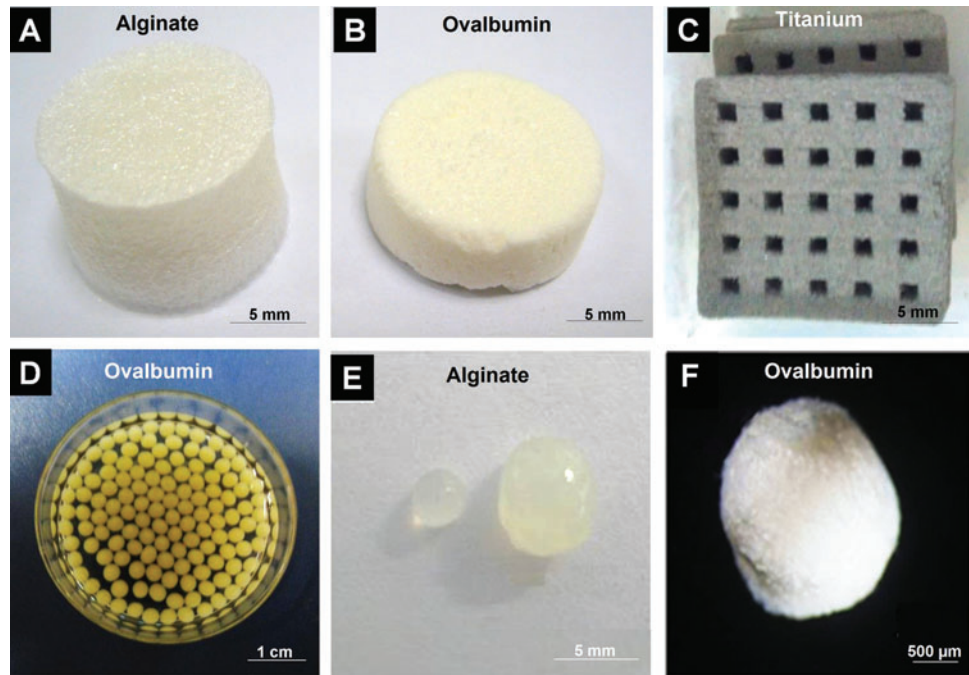 A
Alginate
5 mm
B
Ovalbumin
5 mm
C
Titanium
5 mm
D
Ovalbumin
1 cm
E
Alginate
5 mm
F
Ovalbumin
500 µm